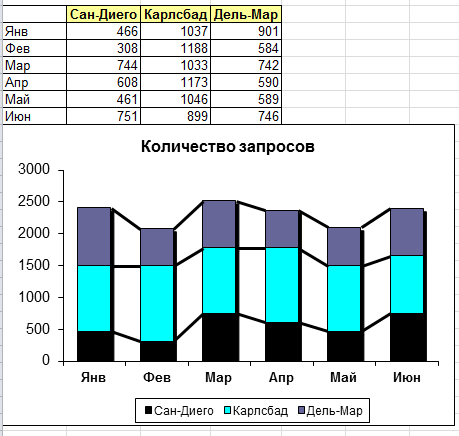 Сан-Диего Карлсбад Дель-Мар
Янв 466 1037 901
Фев 308 1188 584
Мар 744 1033 742
Апр 608 1173 590
Май 461 1046 589
Июн 751 899 746
Количество запросов
3000
2500
2000
1500
1000
500
0
Янв Фев Мар Апр Май Июн
Сан-Диего Карлсбад Дель-Мар